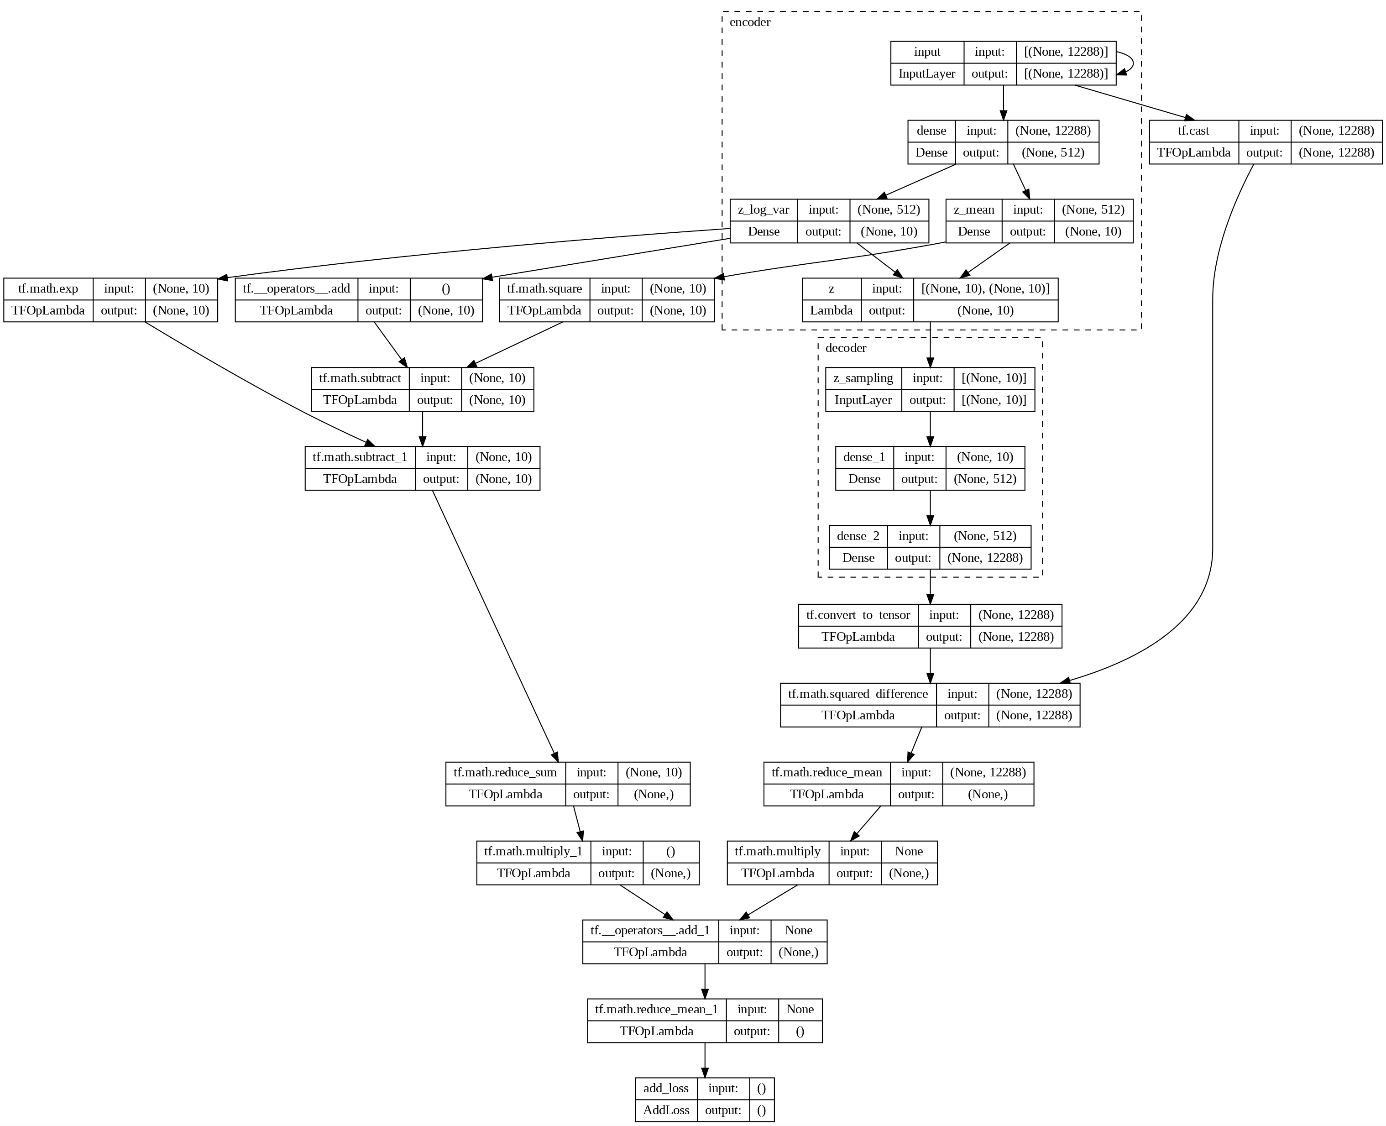 encoder
input input: [(None, 12288)]
InputLayer output: [(None, 12288)]
dense input: (None, 12288)
Dense output: (None, 512)
tf.cast input: (None, 12288)
TFOpLambda output: (None, 12288)
z_log_var input: (None, 512)
Dense output: (None, 10)
z_mean input: (None, 512)
Dense output: (None, 10)
tf.math.exp input: (None, 10)
TFOpLambda output: (None, 10)
tf.__operators__.add input: ()
TFOpLambda output: (None, 10)
tf.math.square input: (None, 10)
TFOpLambda output: (None, 10)
z input: [(None, 10), (None, 10)]
Lambda output: (None, 10)
decoder
tf.math.subtract input: (None, 10)
TFOpLambda output: (None, 10)
z_sampling input: [(None, 10)]
InputLayer output: [(None, 10)]
tf.math.subtract_1 input: (None, 10)
TFOpLambda output: (None, 10)
dense_1 input: (None, 10)
Dense output: (None, 512)
dense_2 input: (None, 512)
Dense output: (None, 12288)
tf.convert to tensor input: (None, 12288)
TFOpLambda output: (None, 12288)
tf.math.squared difference input: (None, 12288)
TFOpLambda output: (None, 12288)
tf.math.reduce_sum input: (None, 10)
TFOpLambda output: (None,)
tf.math.reduce_mean input: (None, 12288)
TFOpLambda output: (None,)
tf.math.multiply_1 input: ()
TFOpLambda output: (None,)
tf.math.multiply input: None
TFOpLambda output: (None,)
tf.__operators__.add_1 input: None
TFOpLambda output: (None,)
tf.math.reduce_mean_1 input: None
TFOpLambda output: ()
add_loss input: ()
AddLoss output: ()